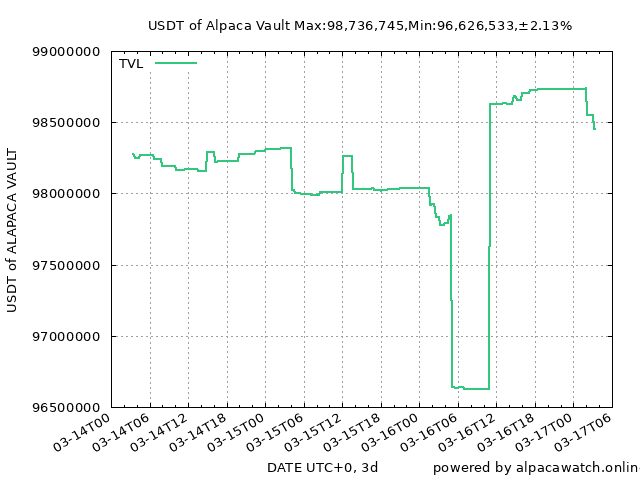 USDT of Alpaca Vault Max:98,736,745,Min:96,626,533,±2.13%
TVL
99000000
98500000
98000000
97500000
97000000
96500000
USDT of ALAPACA VAULT
03-14T00
03-14T06
03-14T12
03-14T18
03-15T00
03-15T06
03-15T12
03-15T18
03-16T00
03-16T06
03-16T12
03-16T18
03-17T00
03-17T06
DATE UTC+0, 3d
powered by alpacawatch.onlin